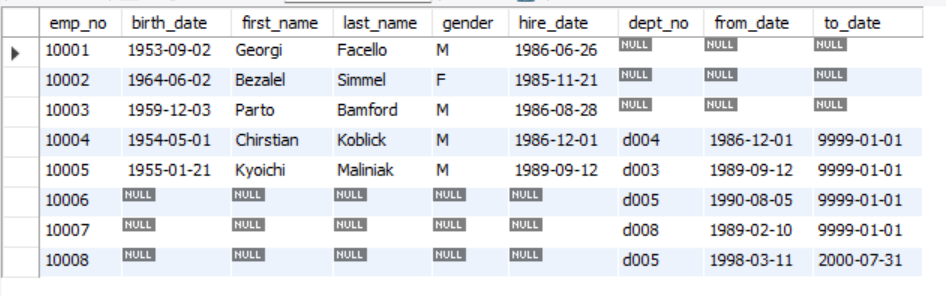 emp_no birth_date first_name last_name gender hire_date dept_no from_date to_date
10001 1953-09-02 Georgi Facello M 1986-06-26 NULL NULL NULL
10002 1964-06-02 Bezalel Simmel F 1985-11-21 NULL NULL NULL
10003 1959-12-03 Parto Bamford M 1986-08-28 NULL NULL NULL
10004 1954-05-01 Chirstian Koblick M 1986-12-01 d004 1986-12-01 9999-01-01
10005 1955-01-21 Kyoichi Maliniak M 1989-09-12 d003 1989-09-12 9999-01-01
10006 NULL NULL NULL NULL NULL d005 1990-08-05 9999-01-01
10007 NULL NULL NULL NULL NULL d008 1989-02-10 9999-01-01
10008 NULL NULL NULL NULL NULL d005 1998-03-11 2000-07-31